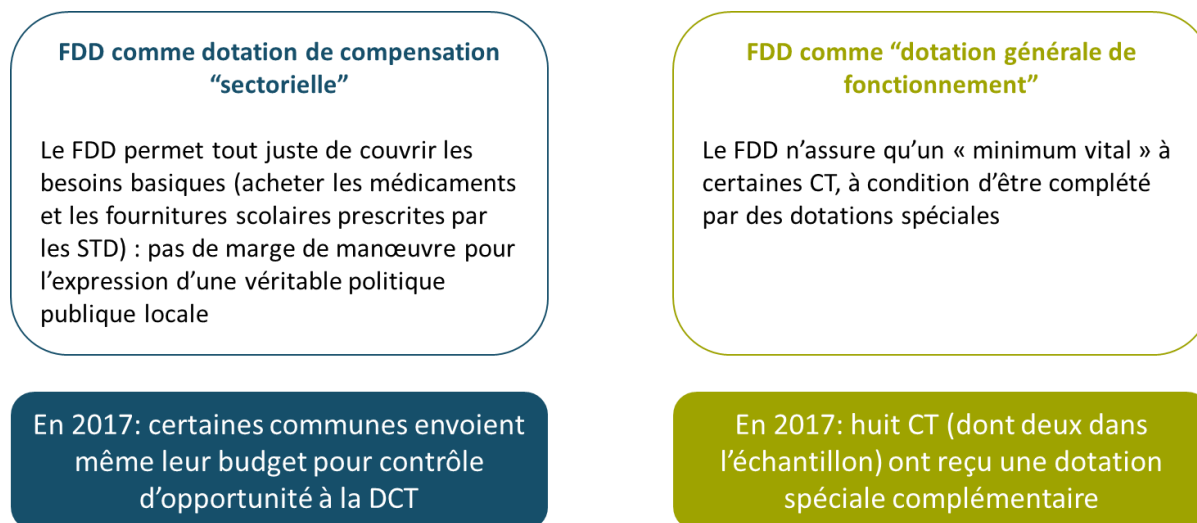 FDD comme dotation de compensation
“sectorielle”
Le FDD permet tout juste de couvrir les
besoins basiques (acheter les médicaments
et les fournitures scolaires prescrites par
les STD) : pas de marge de manœuvre pour
l’expression d’une véritable politique
publique locale
En 2017: certaines communes envoient
même leur budget pour contrôle
d’opportunité à la DCT
FDD comme “dotation générale de
fonctionnement”
Le FDD n’assure qu’un « minimum vital » à
certaines CT, à condition d’être complété
par des dotations spéciales
En 2017: huit CT (dont deux dans
l’échantillon) ont reçu une dotation
spéciale complémentaire